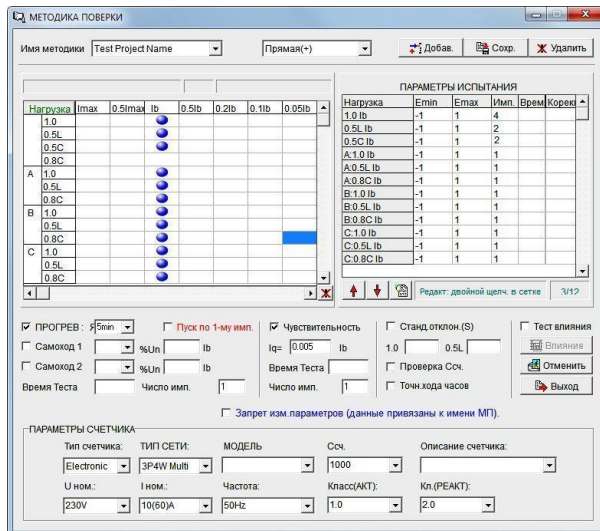 МЕТОДИКА ПОВЕРКИ
Имя методики Test Project Name Прямая(+) Добав. Сохр. Удалить
Нагрузка Imax 0.5Imax Ib 0.5Ib 0.2Ib 0.1Ib 0.05Ib
1.0
0.5L
0.5C
0.8C
A 1.0
0.5L
0.8C
B 1.0
0.5L
0.8C
C 1.0
0.5L
0.8C
ПАРАМЕТРЫ ИСПЫТАНИЯ
Нагрузка Emin Emax Имп. Врем Корек
1.0 Ib -1 1 4
0.5L Ib -1 1 2
0.5C Ib -1 1 2
A:1.0 Ib -1 1 1
A:0.5L Ib -1 1 1
A:0.8C Ib -1 1 1
B:1.0 Ib -1 1 1
B:0.5L Ib -1 1 1
B:0.8C Ib -1 1 1
C:1.0 Ib -1 1 1
C:0.5L Ib -1 1 1
C:0.8C Ib -1 1 1
Редакт: двойной щелч. в сетке 3/12
ПРОГРЕВ: Я 5min Пуск по 1-му имп. Чувствительность Станд.отклон.(S) Тест влияния
Самоход 1 %Un Ib Iq= 0.005 Ib 1.0 0.5L Влияние
Самоход 2 %Un Ib Время Теста Проверка Ссч. Отменить
Время Теста Число имп. 1 Число имп. 1 Точн.хода часов Выход
Запрет изм.параметров (данные привязаны к имени МП).
ПАРАМЕТРЫ СЧЕТЧИКА
Тип счетчика: ТИП СЕТИ: МОДЕЛЬ Ссч. Описание счетчика:
Electronic 3P4W Multi 1000
U ном.: I ном.: Частота: Класс(АКТ): Кл.(РЕАКТ):
230V 10(60)A 50Hz 1.0 2.0